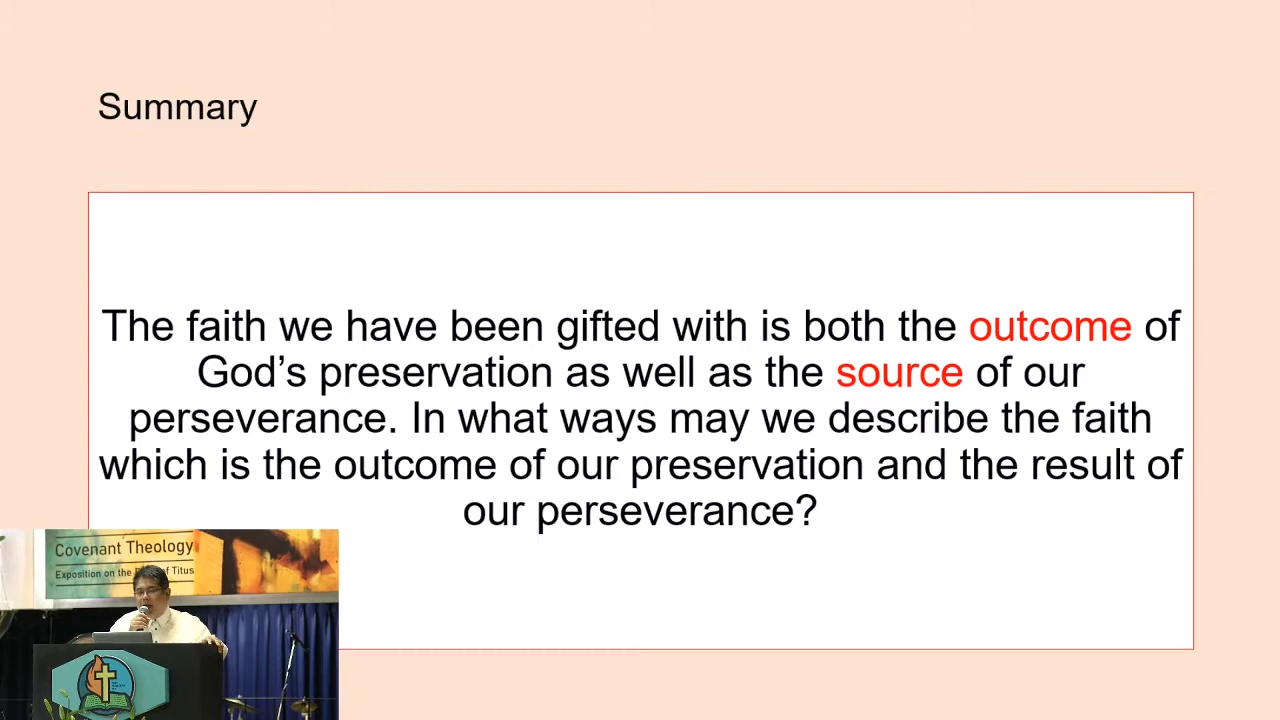 Summary
The faith we have been gifted with is both the outcome of
God’s preservation as well as the source of our
perseverance. In what ways may we describe the faith
which is the outcome of our preservation and the result of
our perseverance?
Covenant Theology
Exposition on the of Titus